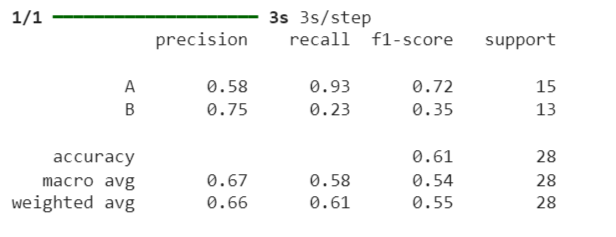 1/1 ━━━━━━━━━━━━━━━━━━━━ 3s 3s/step
precision recall f1-score support
A 0.58 0.93 0.72 15
B 0.75 0.23 0.35 13
accuracy 0.61 28
macro avg 0.67 0.58 0.54 28
weighted avg 0.66 0.61 0.55 28